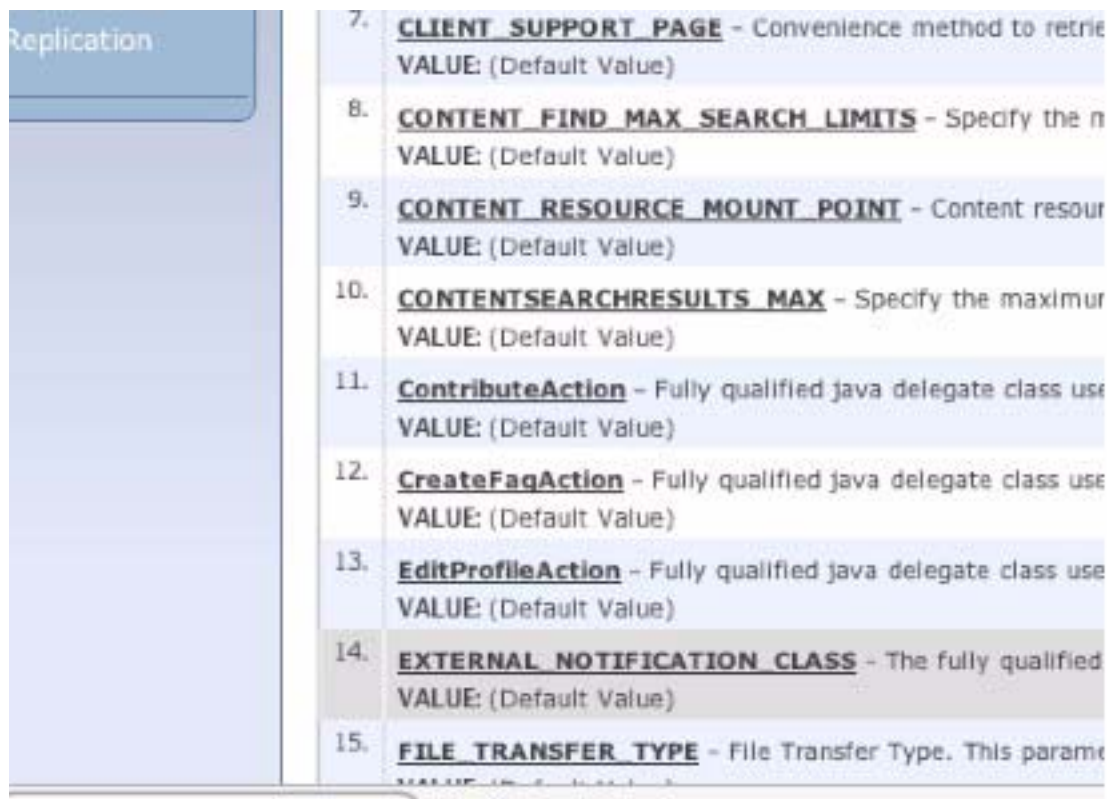 Replication
7. CLIENT_SUPPORT_PAGE - Convenience method to retrie
VALUE: (Default Value)
8. CONTENT_FIND_MAX_SEARCH_LIMITS - Specify the m
VALUE: (Default Value)
9. CONTENT_RESOURCE_MOUNT_POINT - Content resour
VALUE: (Default Value)
10. CONTENTSEARCHRESULTS_MAX - Specify the maximum
VALUE: (Default Value)
11. ContributeAction - Fully qualified java delegate class use
VALUE: (Default Value)
12. CreateFaqAction - Fully qualified java delegate class use
VALUE: (Default Value)
13. EditProfileAction - Fully qualified java delegate class use
VALUE: (Default Value)
14. EXTERNAL_NOTIFICATION_CLASS - The fully qualified
VALUE: (Default Value)
15. FILE_TRANSFER_TYPE - File Transfer Type. This parame